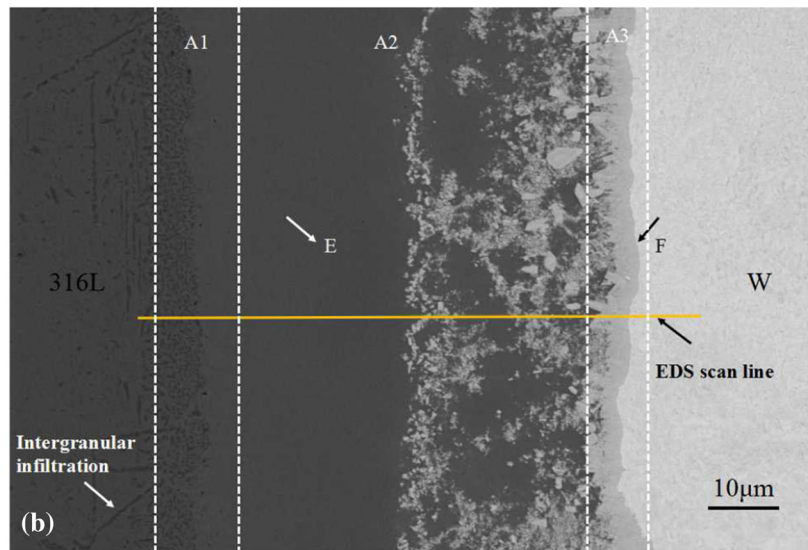 A1
A2
A3
E
F
316L
W
EDS scan line
Intergranular
infiltration
10μm
(b)